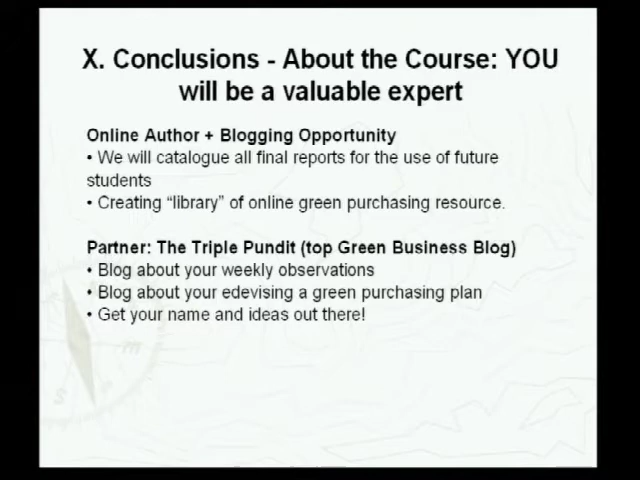 X. Conclusions - About the Course: YOU
will be a valuable expert
Online Author + Blogging Opportunity
• We will catalogue all final reports for the use of future
students
• Creating “library” of online green purchasing resource.
Partner: The Triple Pundit (top Green Business Blog)
• Blog about your weekly observations
• Blog about your edevising a green purchasing plan
• Get your name and ideas out there!
m
S